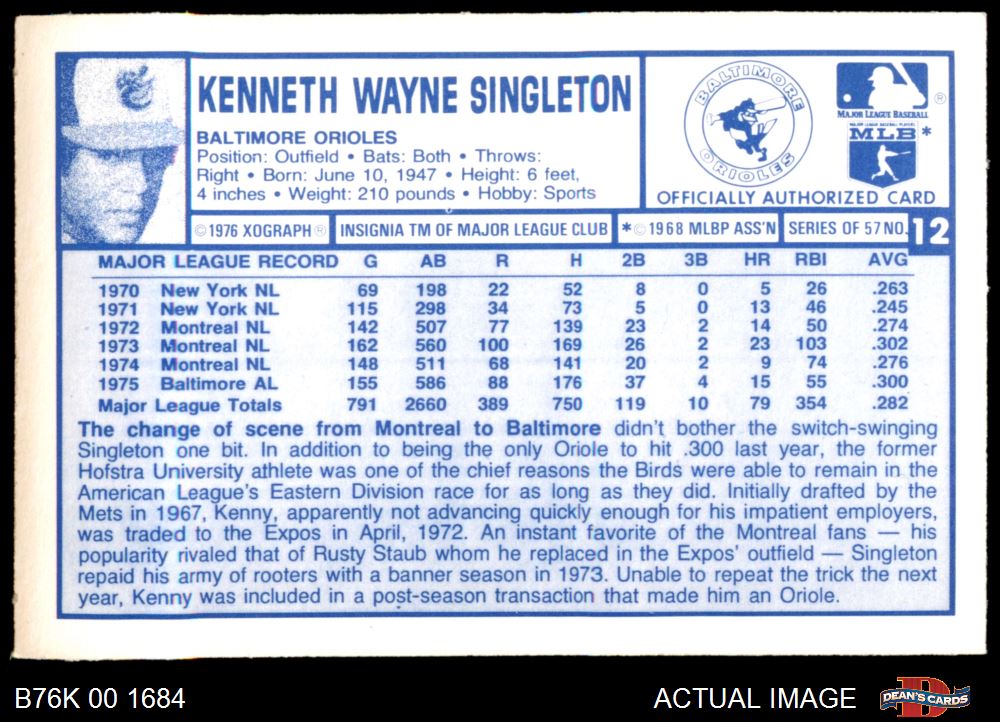 KENNETH WAYNE SINGLETON
BALTIMORE ORIOLES
Position: Outfield • Bats: Both • Throws:
Right • Born: June 10, 1947 • Height: 6 feet,
4 inches • Weight: 210 pounds • Hobby: Sports
BALTIMORE
ORIOLES
®
MAJOR LEAGUE BASEBALL
MAJOR LEAGUE BASEBALL PLAYERS
MLB*
OFFICIALLY AUTHORIZED CARD
©1976 XOGRAPH® INSIGNIA TM OF MAJOR LEAGUE CLUB *©1968 MLBP ASS'N SERIES OF 57 NO. 12
MAJOR LEAGUE RECORD G AB R H 2B 3B HR RBI AVG
1970 New York NL 69 198 22 52 8 0 5 26 .263
1971 New York NL 115 298 34 73 5 0 13 46 .245
1972 Montreal NL 142 507 77 139 23 2 14 50 .274
1973 Montreal NL 162 560 100 169 26 2 23 103 .302
1974 Montreal NL 148 511 68 141 20 2 9 74 .276
1975 Baltimore AL 155 586 88 176 37 4 15 55 .300
Major League Totals 791 2660 389 750 119 10 79 354 .282
The change of scene from Montreal to Baltimore didn't bother the switch-swinging
Singleton one bit. In addition to being the only Oriole to hit .300 last year, the former
Hofstra University athlete was one of the chief reasons the Birds were able to remain in the
American League's Eastern Division race for as long as they did. Initially drafted by the
Mets in 1967, Kenny, apparently not advancing quickly enough for his impatient employers,
was traded to the Expos in April, 1972. An instant favorite of the Montreal fans — his
popularity rivaled that of Rusty Staub whom he replaced in the Expos' outfield — Singleton
repaid his army of rooters with a banner season in 1973. Unable to repeat the trick the next
year, Kenny was included in a post-season transaction that made him an Oriole.
B76K 00 1684
ACTUAL IMAGE
DEAN'S CARDS